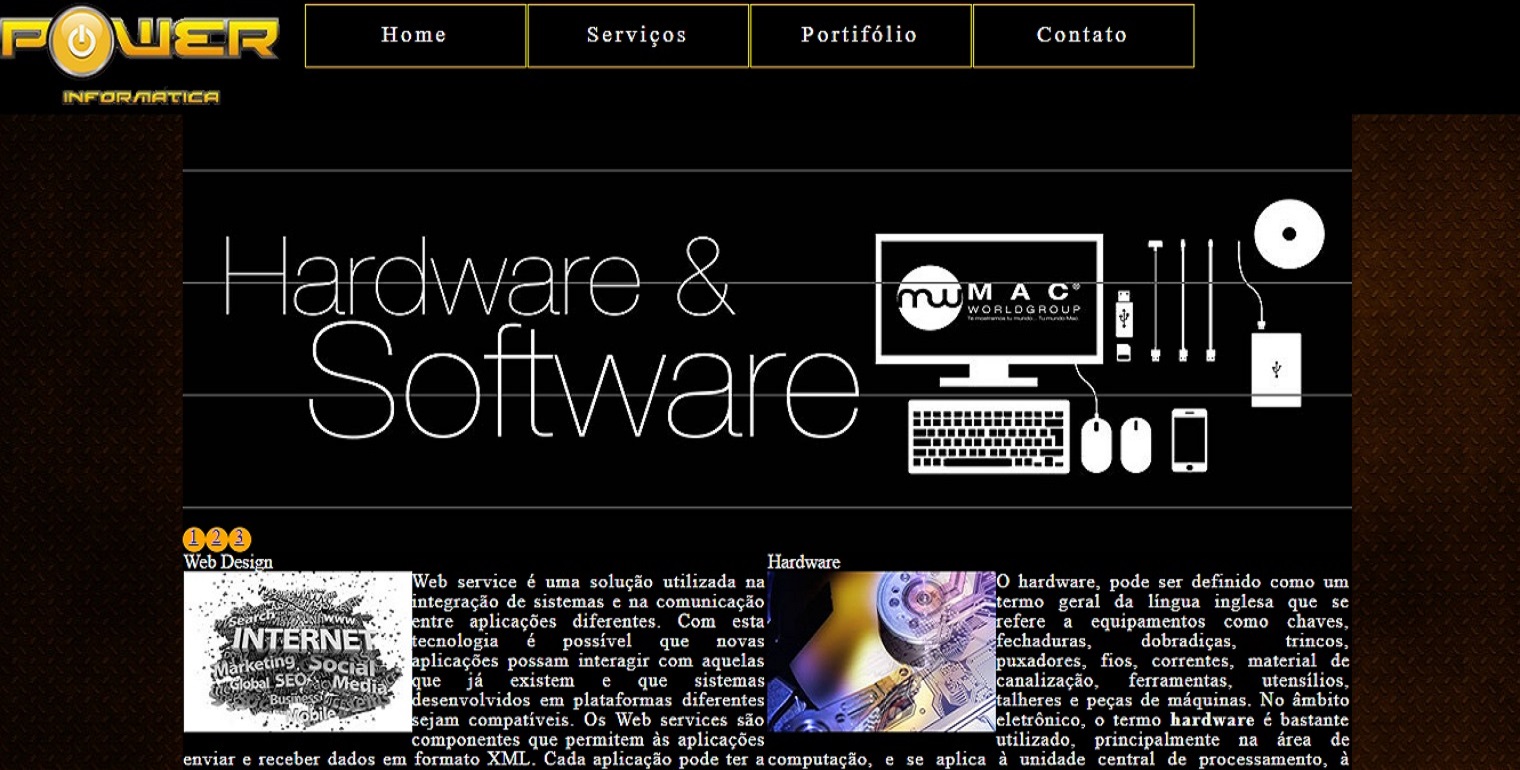 POWER
INFORMÁTICA
Home
Serviços
Portifólio
Contato
Hardware &
Software
mw MAC®
WORLDGROUP
Te mostramos tu mundo... Tu mundo Mac.
1 2 3
Web Design
Search www
INTERNET
Marketing Social
Global SEO Media
Business
Mobile
Web service é uma solução utilizada na
integração de sistemas e na comunicação
entre aplicações diferentes. Com esta
tecnologia é possível que novas
aplicações possam interagir com aquelas
que já existem e que sistemas
desenvolvidos em plataformas diferentes
sejam compatíveis. Os Web services são
componentes que permitem às aplicações
enviar e receber dados em formato XML. Cada aplicação pode ter a
Hardware
O hardware, pode ser definido como um
termo geral da língua inglesa que se
refere a equipamentos como chaves,
fechaduras, dobradiças, trincos,
puxadores, fios, correntes, material de
canalização, ferramentas, utensílios,
talheres e peças de máquinas. No âmbito
eletrônico, o termo hardware é bastante
utilizado, principalmente na área de
computação, e se aplica à unidade central de processamento, à